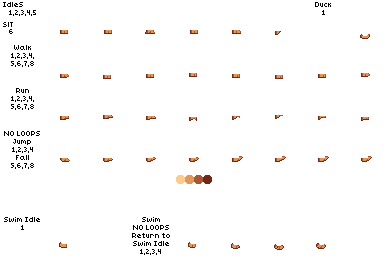 IdleS
1,2,3,4,5
Duck
1
SIT
6
Walk
1,2,3,4,
5,6,7,8
Run
1,2,3,4,
5,6,7,8
NO LOOPS
Jump
1,2,3,4
Fall
5,6,7,8
Swim Idle
1
Swim
NO LOOPS
Return to
Swim Idle
1,2,3,4